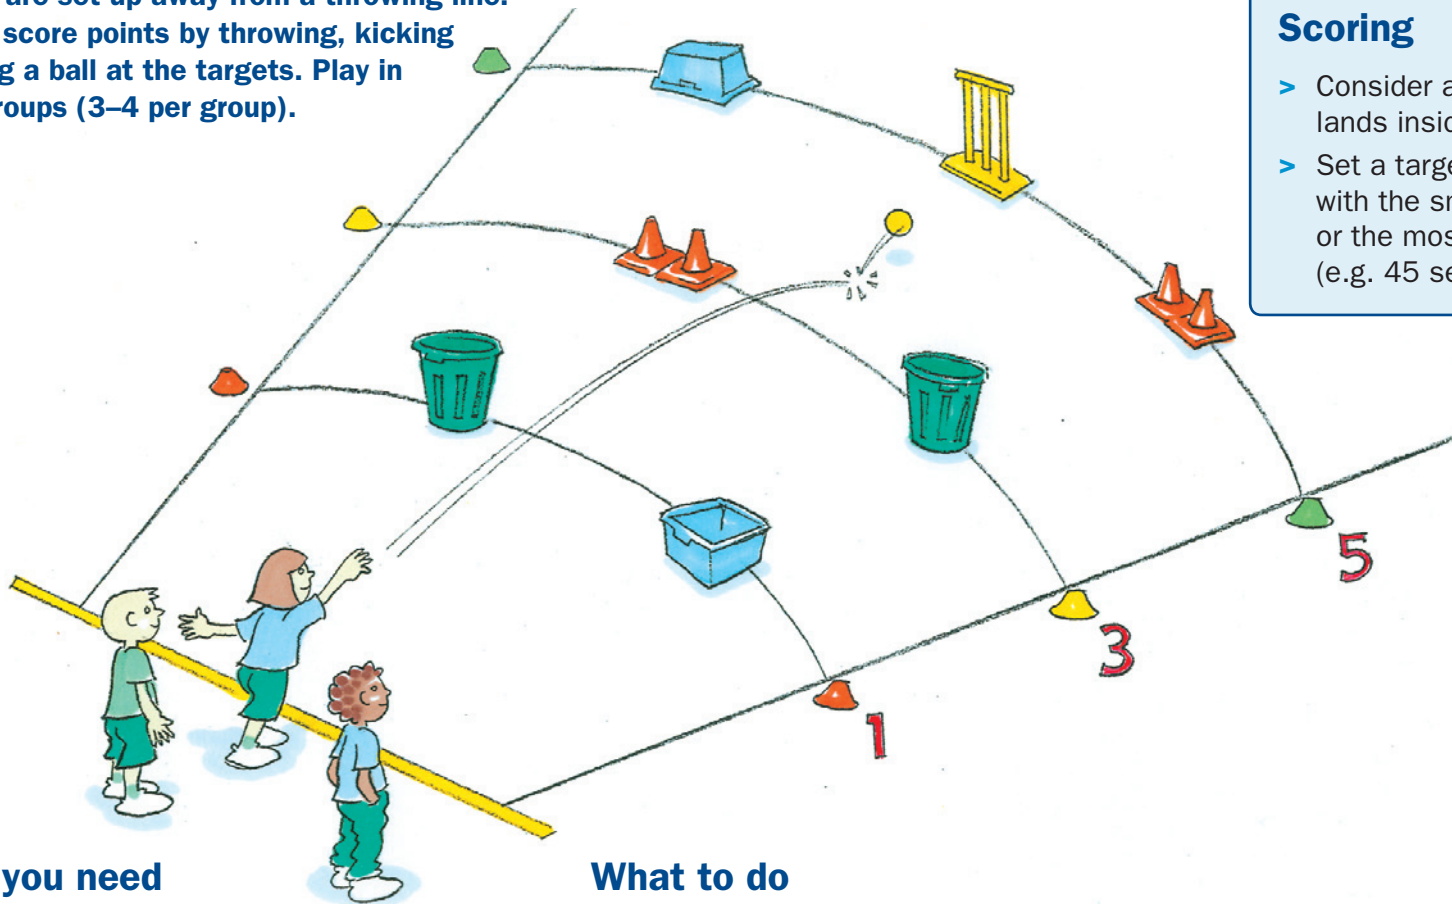 are set up away from a throwing line.
score points by throwing, kicking
g a ball at the targets. Play in
roups (3–4 per group).
Scoring
> Consider a
lands insid
> Set a targe
with the sm
or the mos
(e.g. 45 se
5
3
1
you need
What to do